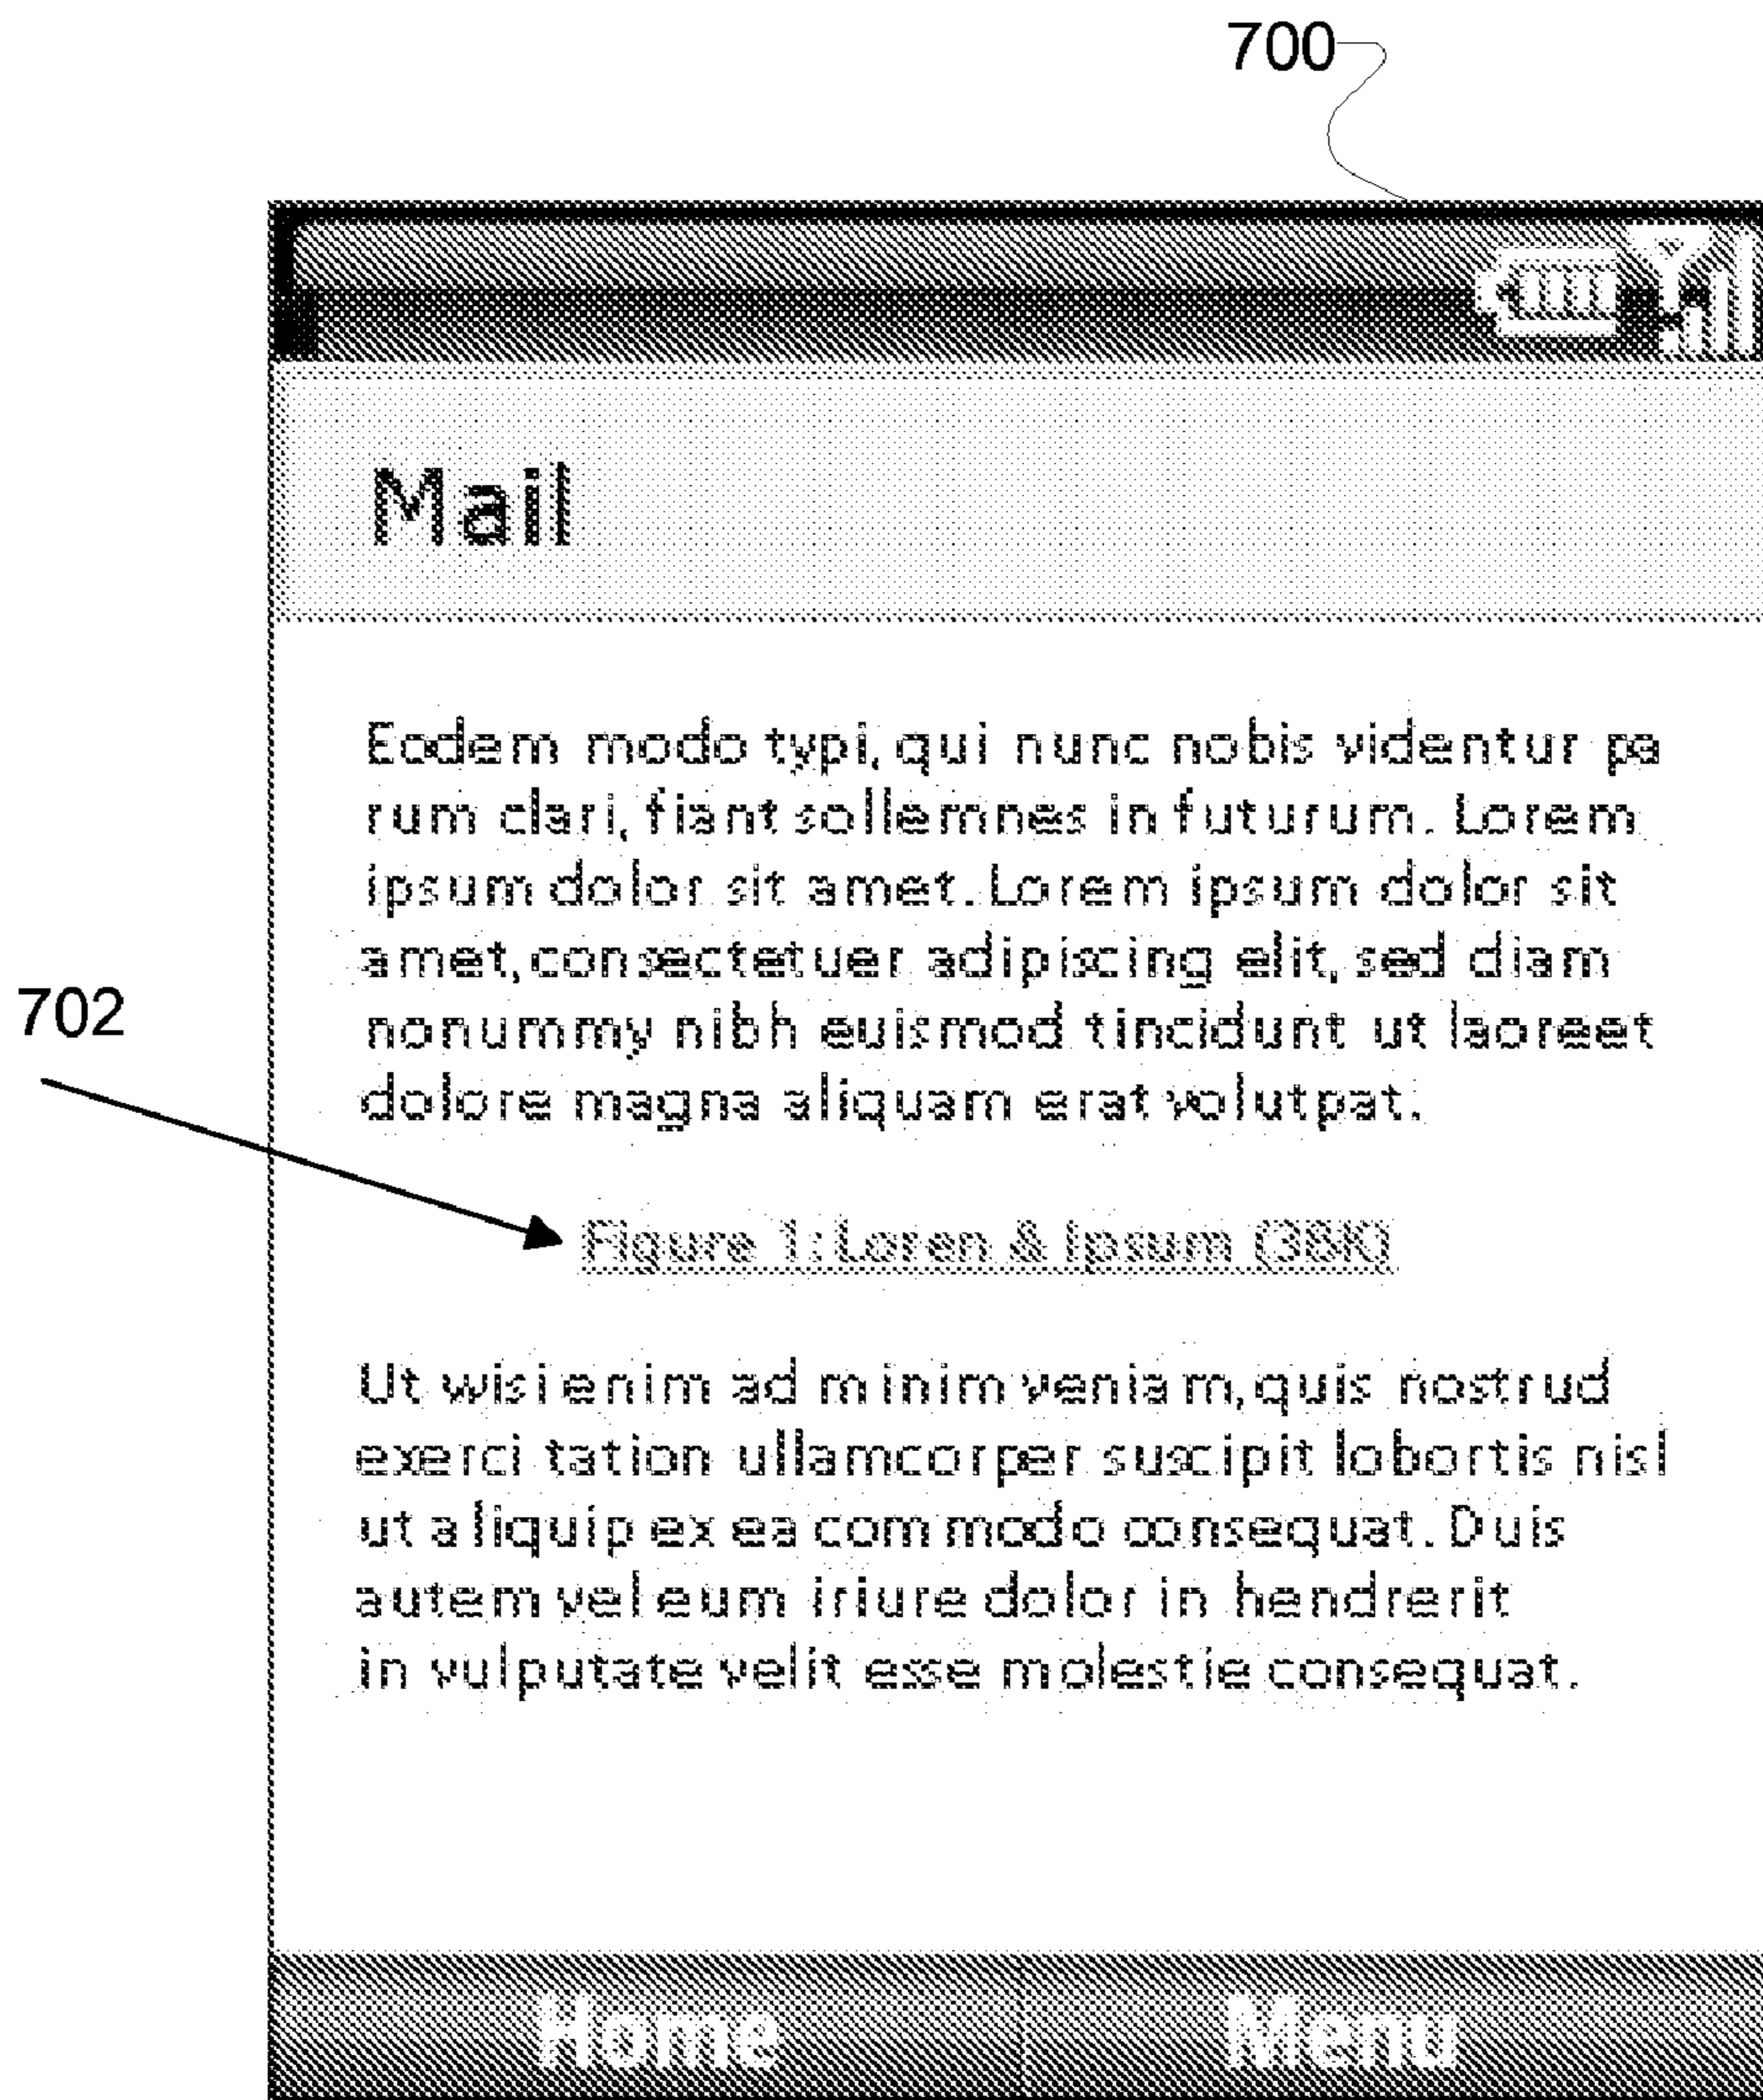 700
Mail
Eodem modo typi, qui nunc nobis videntur pa
rum clari, fiant sollemnes in futurum. Lorem
ipsum dolor sit amet. Lorem ipsum dolor sit
amet, consectetuer adipiscing elit, sed diam
nonummy nibh euismod tincidunt ut laoreet
dolore magna aliquam erat volutpat.
702
Figure 1: Loren & Ipsum (38K)
Ut wisi enim ad minim veniam, quis nostrud
exerci tation ullamcorper suscipit lobortis nisl
ut aliquip ex ea commodo consequat. Duis
autem vel eum iriure dolor in hendrerit
in vulputate velit esse molestie consequat.
Home Menu